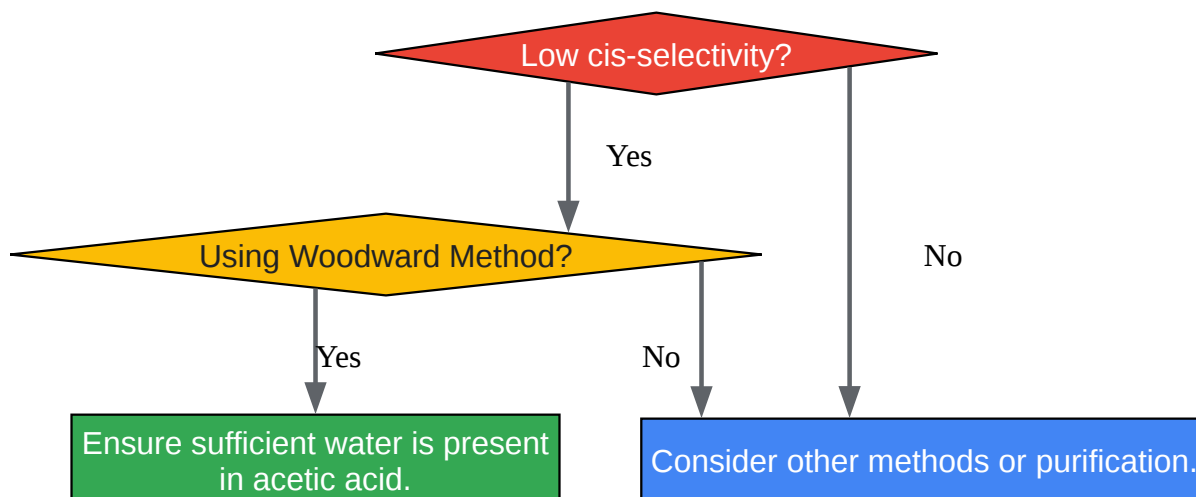 Low cis-selectivity?
Yes
Using Woodward Method?
No
Yes
No
Ensure sufficient water is present
in acetic acid.
Consider other methods or purification.